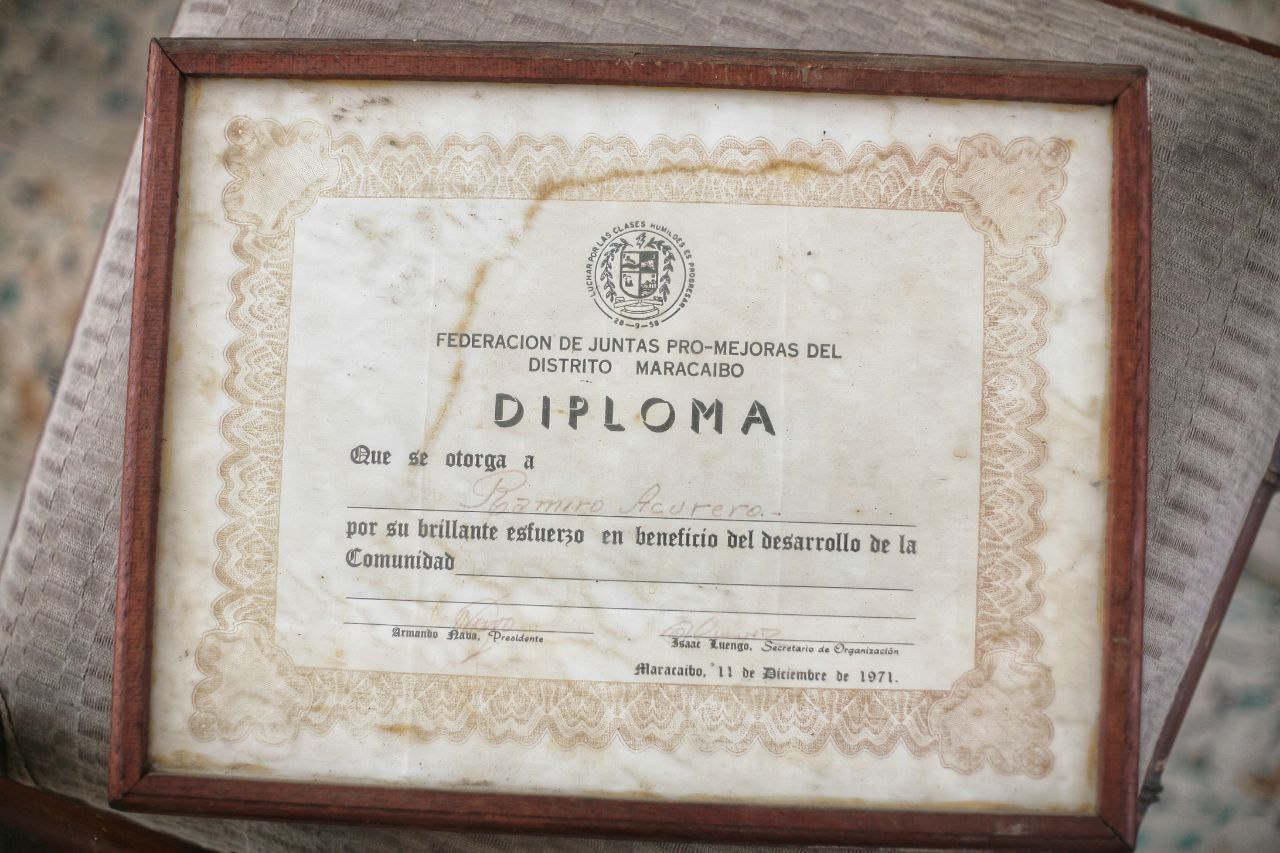 LUCHAR POR LAS CLASES HUMILDES ES PROGRESAR
28-9-58
FEDERACION DE JUNTAS PRO-MEJORAS DEL
DISTRITO MARACAIBO
DIPLOMA
Que se otorga a
Ramiro Acurero.-
por su brillante esfuerzo en beneficio del desarrollo de la
Comunidad
Armando Nava, Presidente
Isaac Luengo, Secretario de Organización
Maracaibo, 11 de Diciembre de 1971.